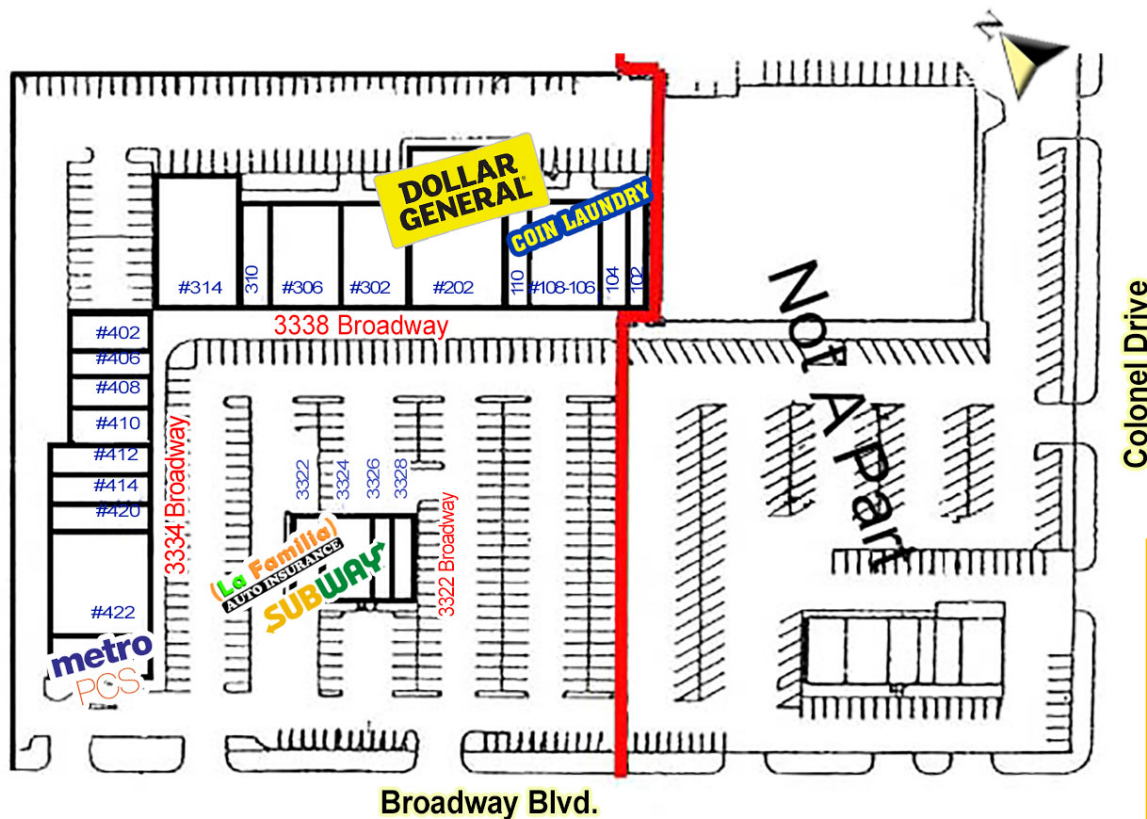 N
DOLLAR
GENERAL
COIN LAUNDRY
#314
310
#306
#302
#202
110
#108-106
104
102
3338 Broadway
#402
#406
#408
#410
#412
#414
#420
#422
3334 Broadway
3322
3324
3326
3328
3322 Broadway
(La Familia)
AUTO INSURANCE
SUBWAY
metro
PCS
Not A part
Colonel Drive
Broadway Blvd.